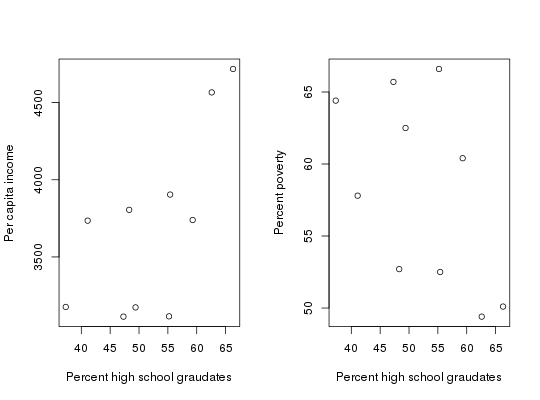 Per capita income
4500
4000
3500
40 45 50 55 60 65
Percent high school graudates
Percent poverty
65
60
55
50
40 45 50 55 60 65
Percent high school graudates